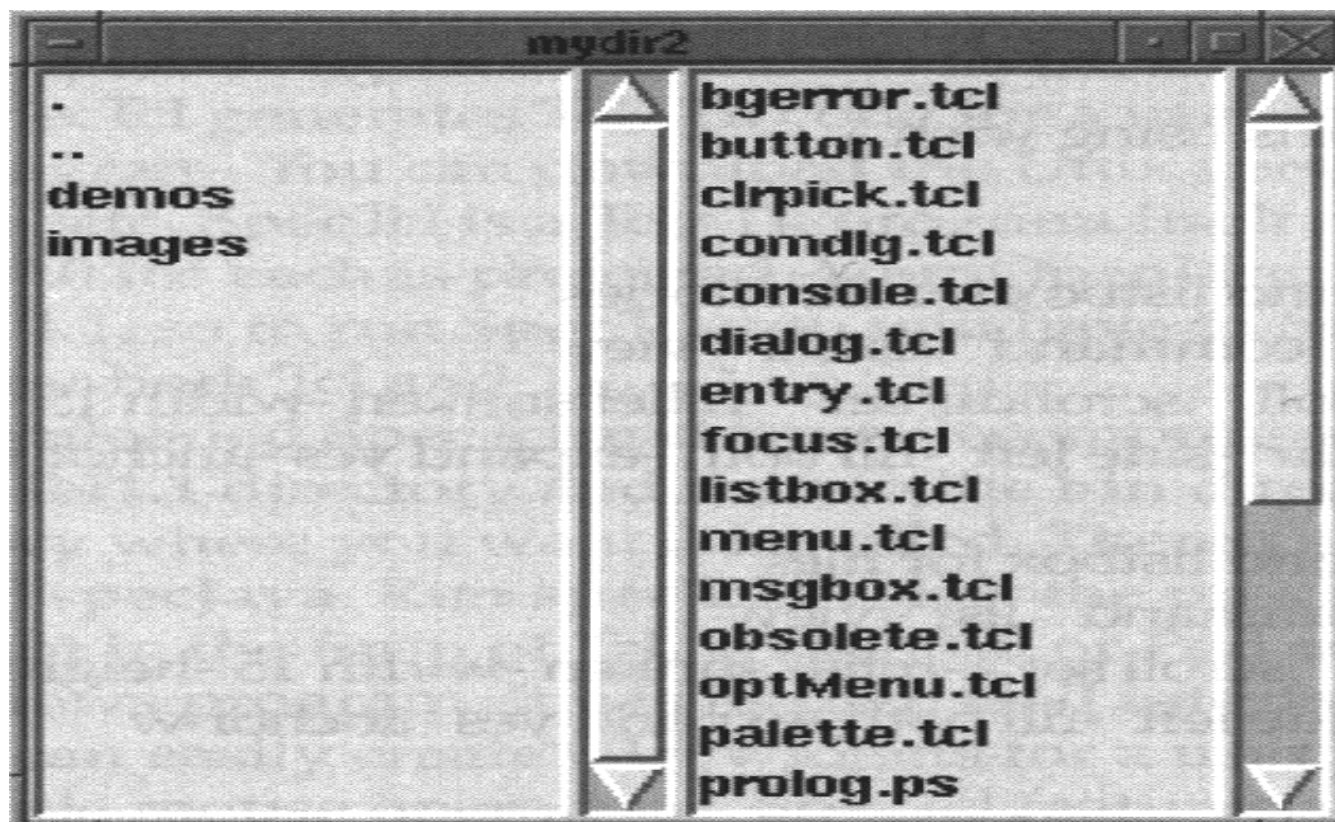 mydir2
.
..
demos
images
bgerror.tcl
button.tcl
clrpick.tcl
comdlg.tcl
console.tcl
dialog.tcl
entry.tcl
focus.tcl
listbox.tcl
menu.tcl
msgbox.tcl
obsolete.tcl
optMenu.tcl
palette.tcl
prolog.ps